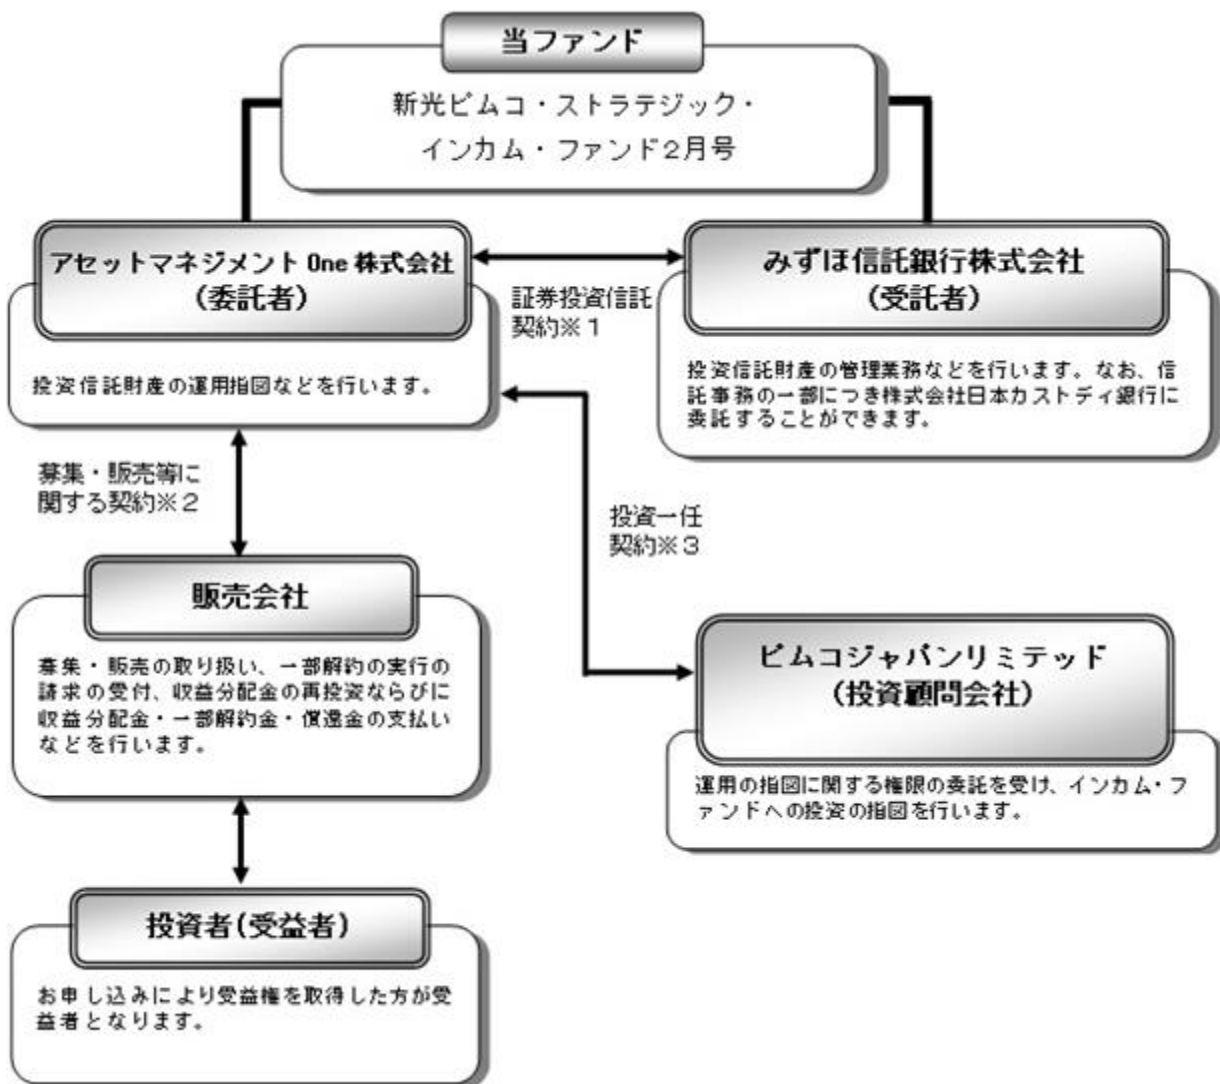 当ファンド
新光ピムコ・ストラテジック・
インカム・ファンド2月号
アセットマネジメント One 株式会社
(委託者)
投資信託財産の運用指図などを行います。
証券投資信託
契約※1
みずほ信託銀行株式会社
(受託者)
投資信託財産の管理業務などを行います。なお、信
託事務の一部につき株式会社日本カストディ銀行に
委託することができます。
募集・販売等に
関する契約※2
投資一任
契約※3
販売会社
募集・販売の取り扱い、一部解約の実行の
請求の受付、収益分配金の再投資ならびに
収益分配金・一部解約金・償還金の支払い
などを行います。
ピムコジャパンリミテッド
(投資顧問会社)
運用の指図に関する権限の委託を受け、インカム・フ
ァンドへの投資の指図を行います。
投資者(受益者)
お申し込みにより受益権を取得した方が受
益者となります。